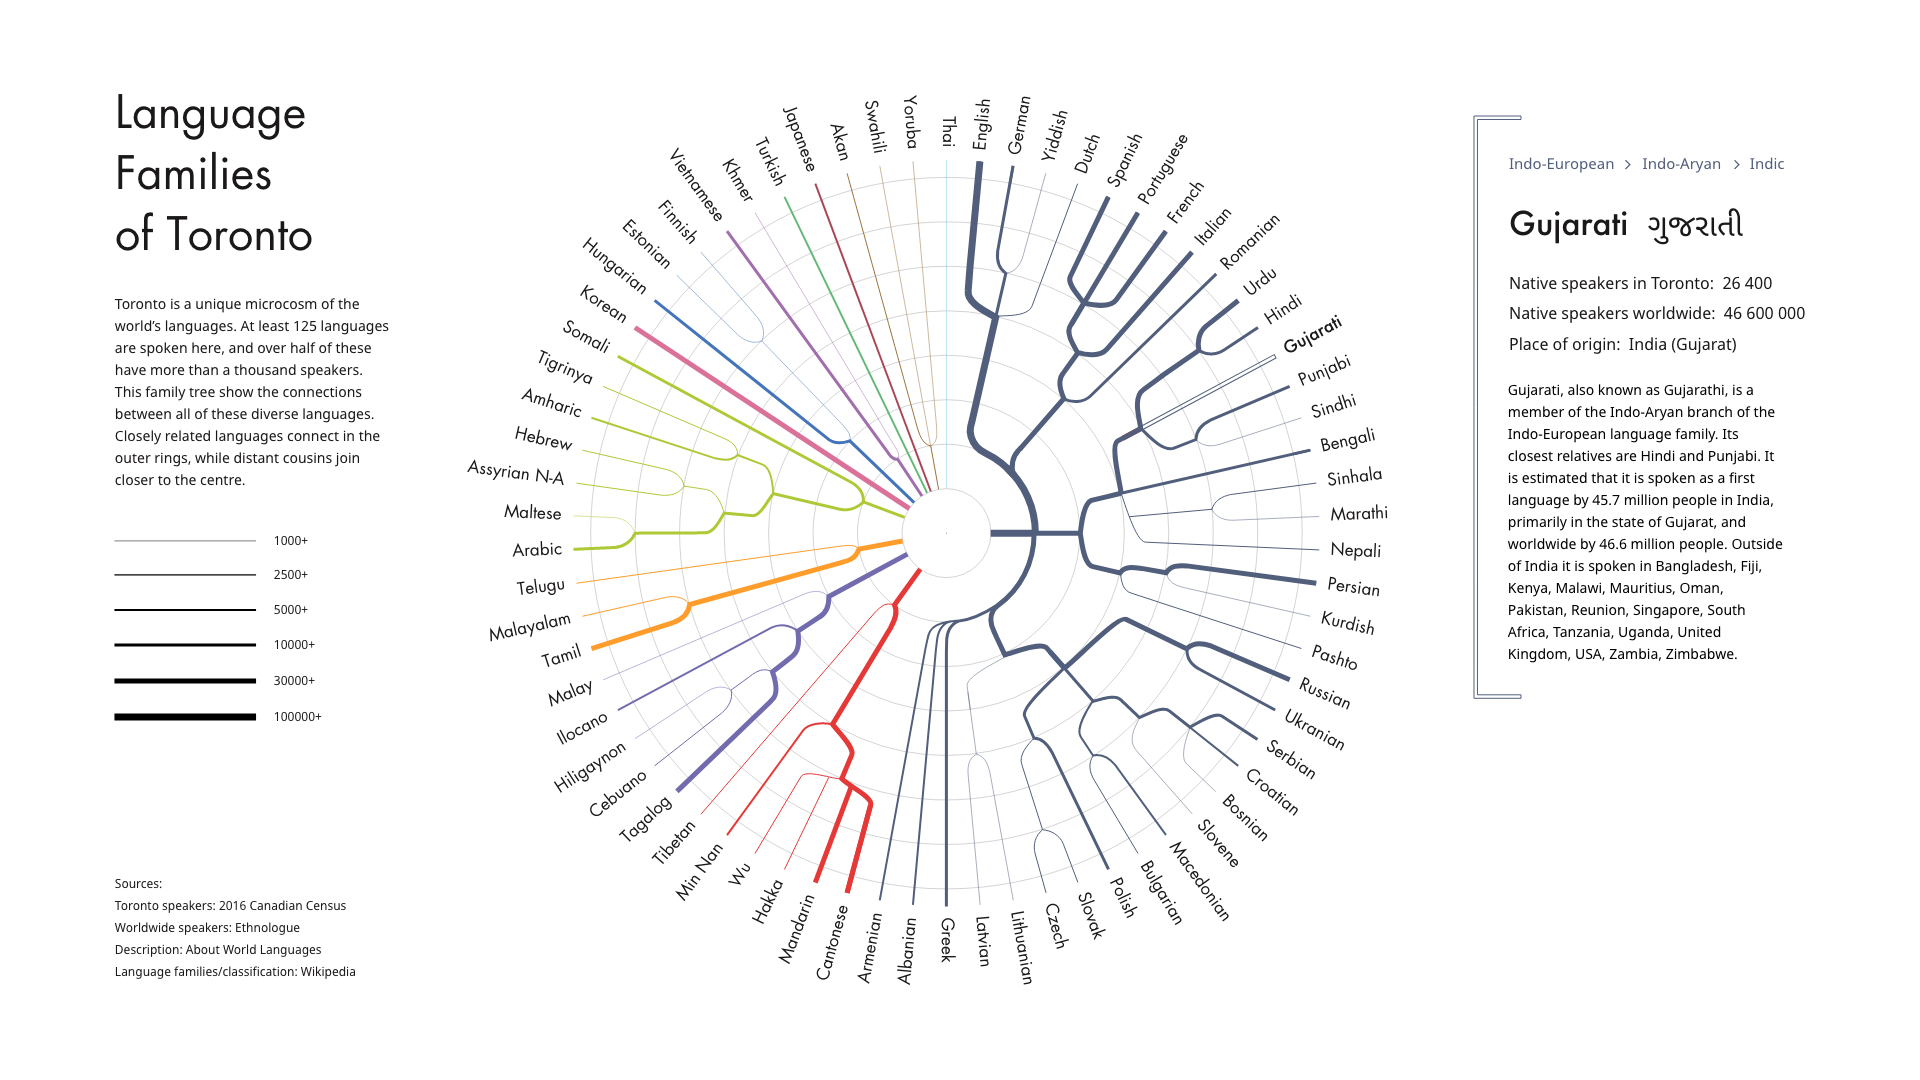 Language
Families
of Toronto
Toronto is a unique microcosm of the
world’s languages. At least 125 languages
are spoken here, and over half of these
have more than a thousand speakers.
This family tree show the connections
between all of these diverse languages.
Closely related languages connect in the
outer rings, while distant cousins join
closer to the centre.
1000+
2500+
5000+
10000+
30000+
100000+
Sources:
Toronto speakers: 2016 Canadian Census
Worldwide speakers: Ethnologue
Description: About World Languages
Language families/classification: Wikipedia
Thai
English
German
Yiddish
Dutch
Spanish
Portuguese
French
Italian
Romanian
Urdu
Hindi
Gujarati
Punjabi
Sindhi
Bengali
Sinhala
Marathi
Nepali
Persian
Kurdish
Pashto
Russian
Ukranian
Serbian
Croatian
Bosnian
Slovene
Macedonian
Bulgarian
Polish
Slovak
Czech
Lithuanian
Latvian
Greek
Albanian
Armenian
Cantonese
Mandarin
Hakka
Wu
Min Nan
Tibetan
Tagalog
Cebuano
Hiligaynon
Ilocano
Malay
Tamil
Malayalam
Telugu
Arabic
Maltese
Assyrian N-A
Hebrew
Amharic
Tigrinya
Somali
Korean
Hungarian
Estonian
Finnish
Vietnamese
Khmer
Turkish
Japanese
Akan
Swahili
Yoruba
Indo-European > Indo-Aryan > Indic
Gujarati ગુજરાતી
Native speakers in Toronto: 26 400
Native speakers worldwide: 46 600 000
Place of origin: India (Gujarat)
Gujarati, also known as Gujarathi, is a
member of the Indo-Aryan branch of the
Indo-European language family. Its
closest relatives are Hindi and Punjabi. It
is estimated that it is spoken as a first
language by 45.7 million people in India,
primarily in the state of Gujarat, and
worldwide by 46.6 million people. Outside
of India it is spoken in Bangladesh, Fiji,
Kenya, Malawi, Mauritius, Oman,
Pakistan, Reunion, Singapore, South
Africa, Tanzania, Uganda, United
Kingdom, USA, Zambia, Zimbabwe.